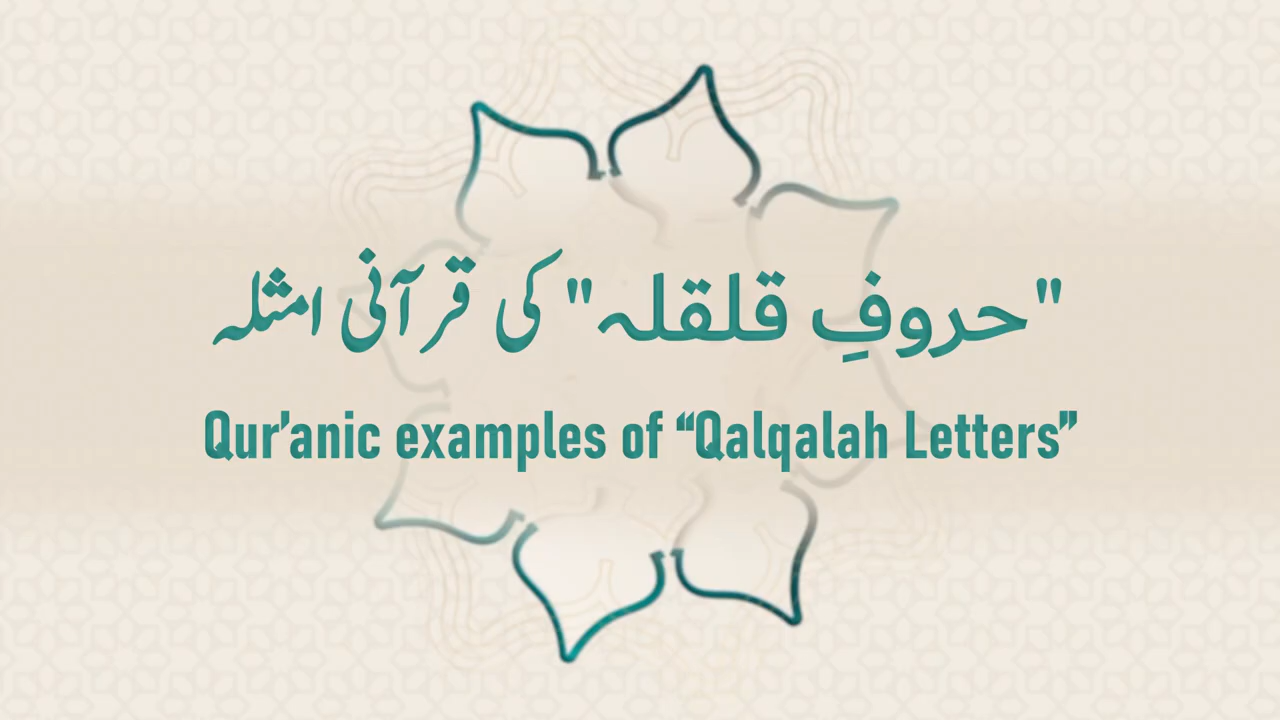 "حروفِ قلقلہ" کی قرآنی امثلہ
Qur'anic examples of “Qalqalah Letters”